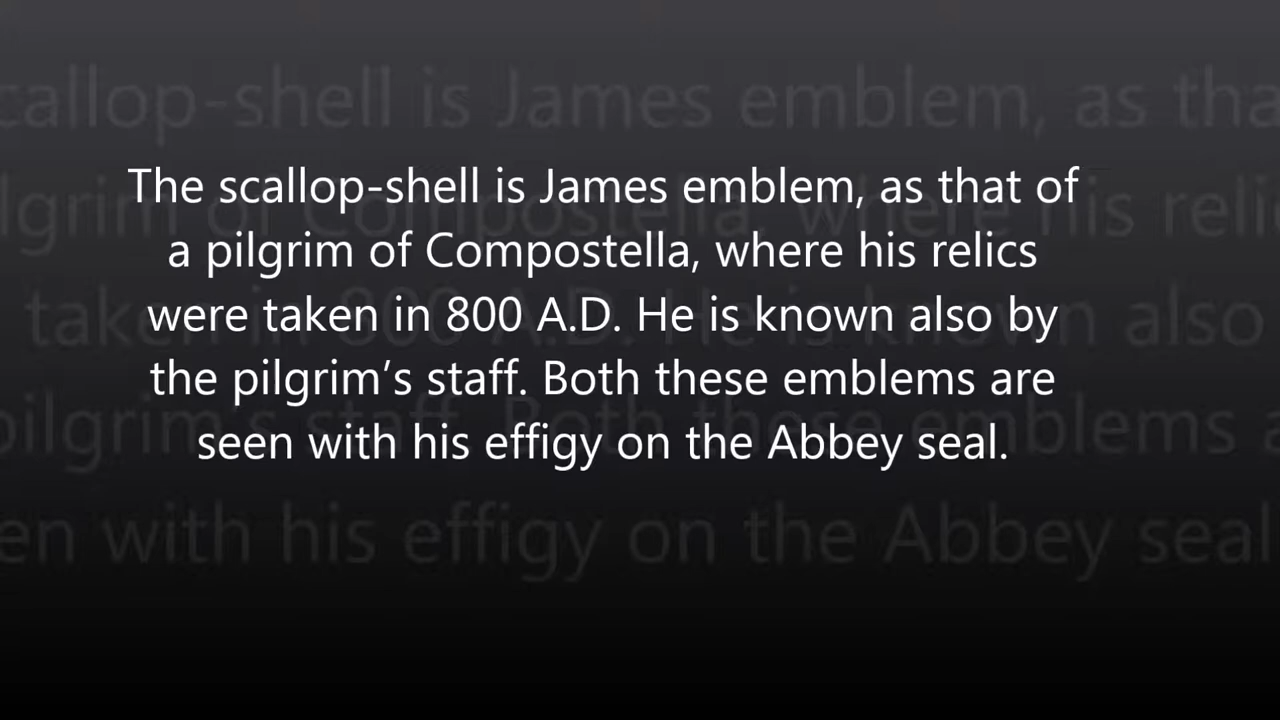 The scallop-shell is James emblem, as that of
a pilgrim of Compostella, where his relics
were taken in 800 A.D. He is known also by
the pilgrim’s staff. Both these emblems are
seen with his effigy on the Abbey seal.